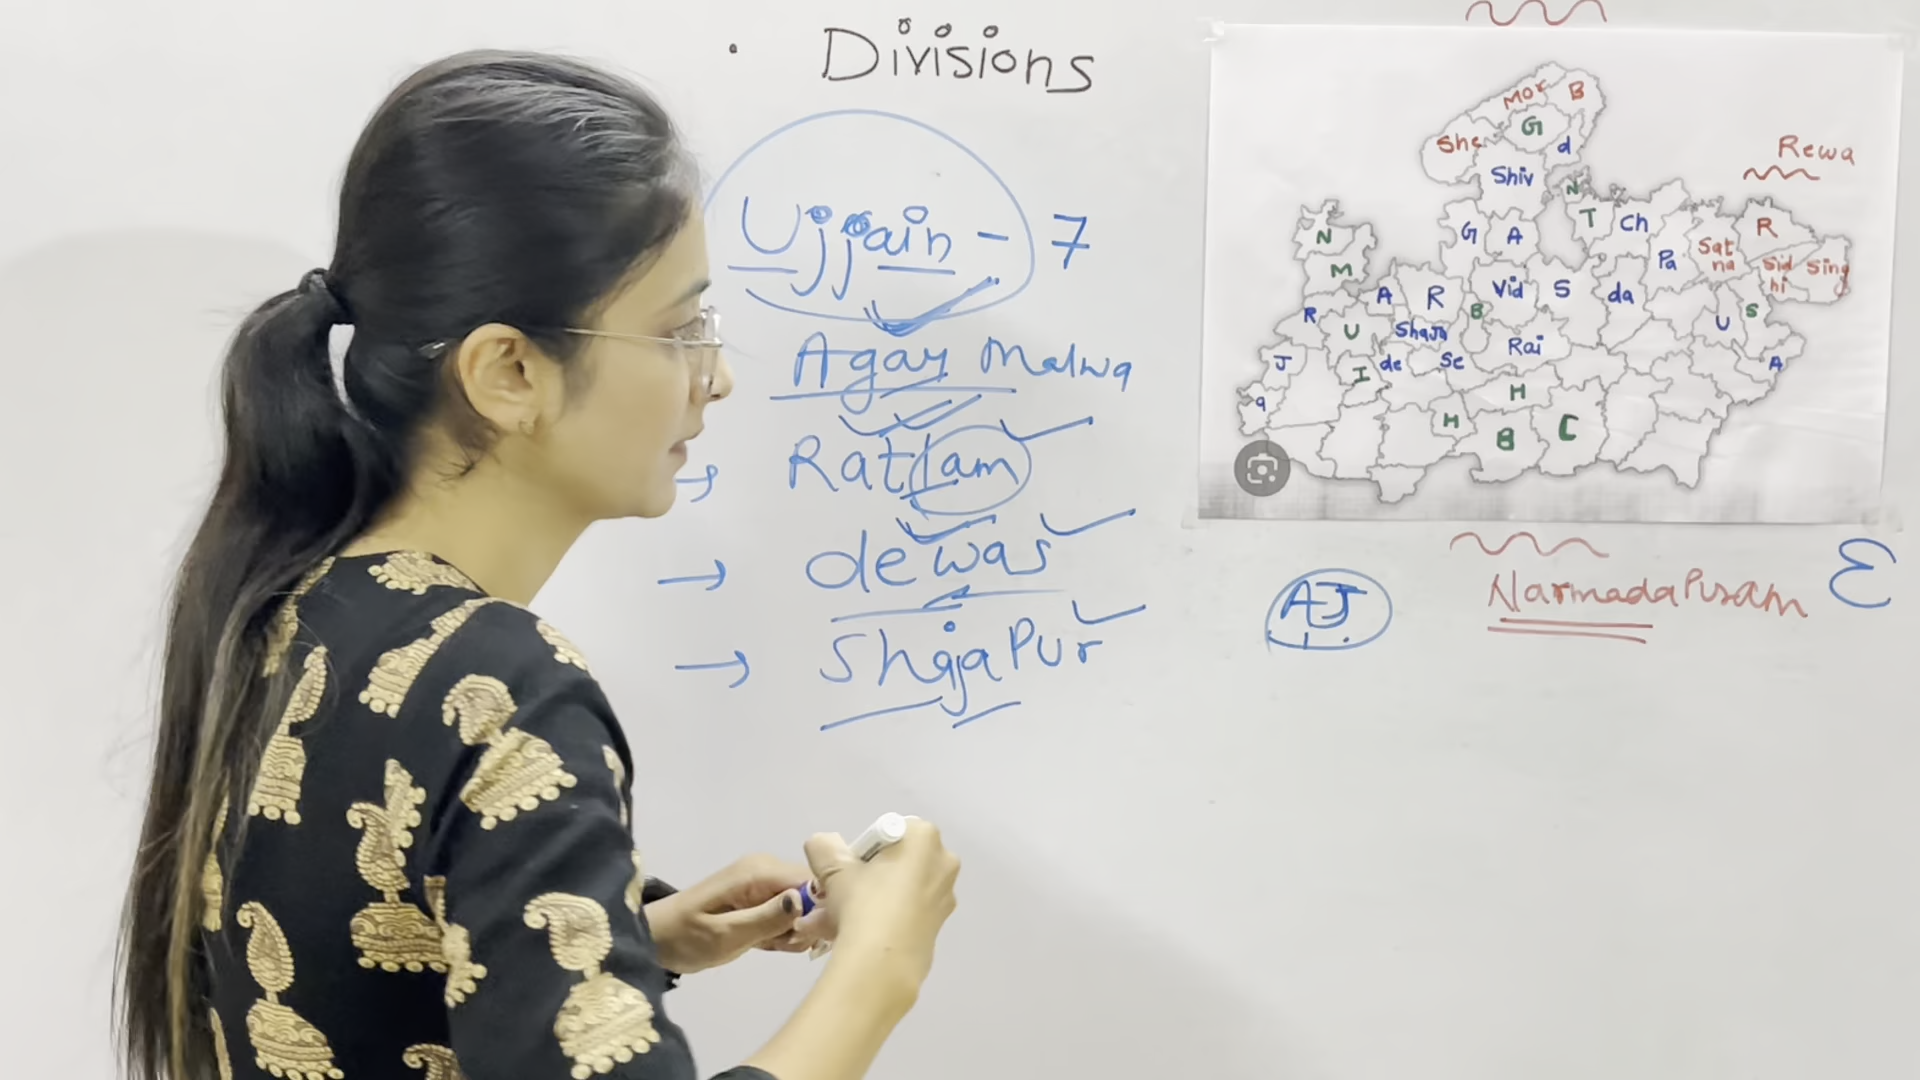 Divisions
Ujjain - 7
Agar Malwa
→ Ratlam
→ dewas
→ ShajaPur
Mor B
G
She
d
Shiv
Rewa
N
N
T
Ch
G
A
R
Sat
na
M
Pa
Sid
hi
Sing
A
R
Vid
S
da
R
B
U
S
U
Shaja
Rai
J
I
de
Se
A
H
a
H
B
C
AJ
NarmadaPuram